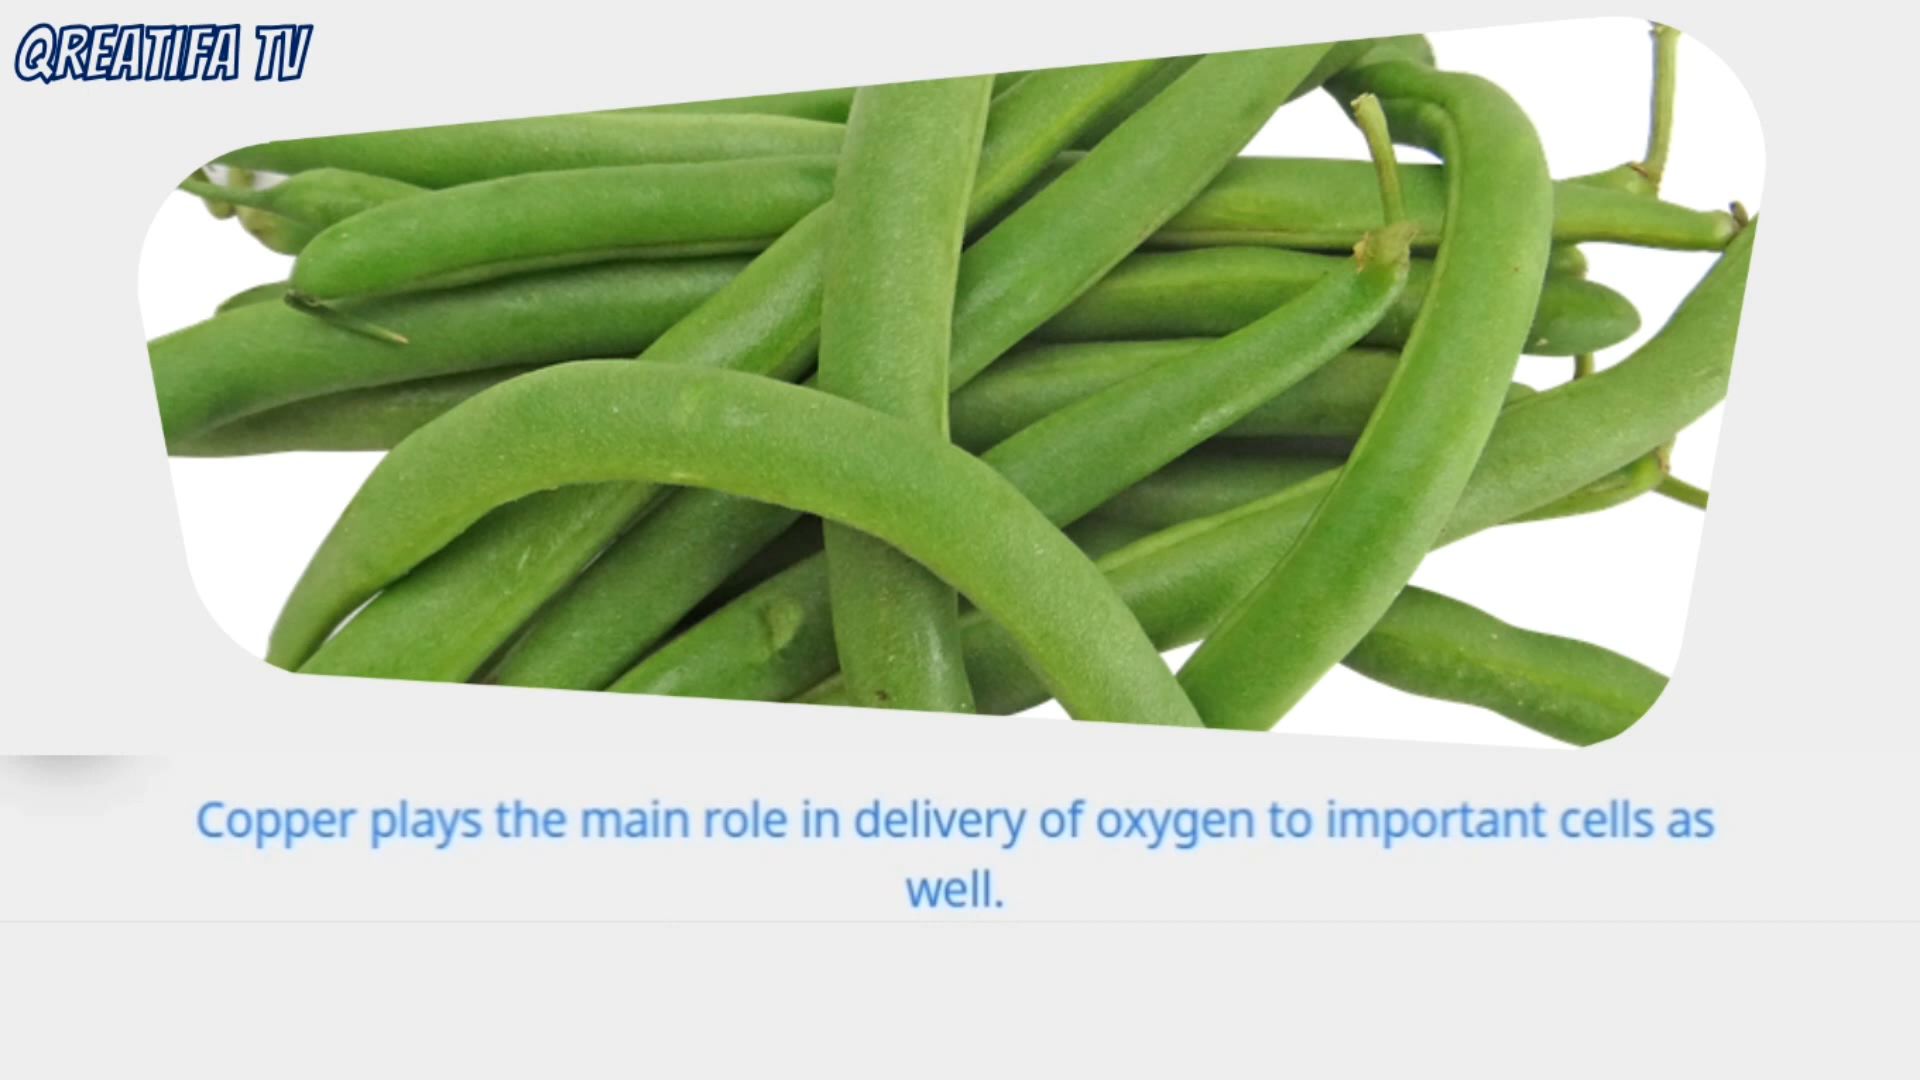 QREATIFA TV
Copper plays the main role in delivery of oxygen to important cells as
well.